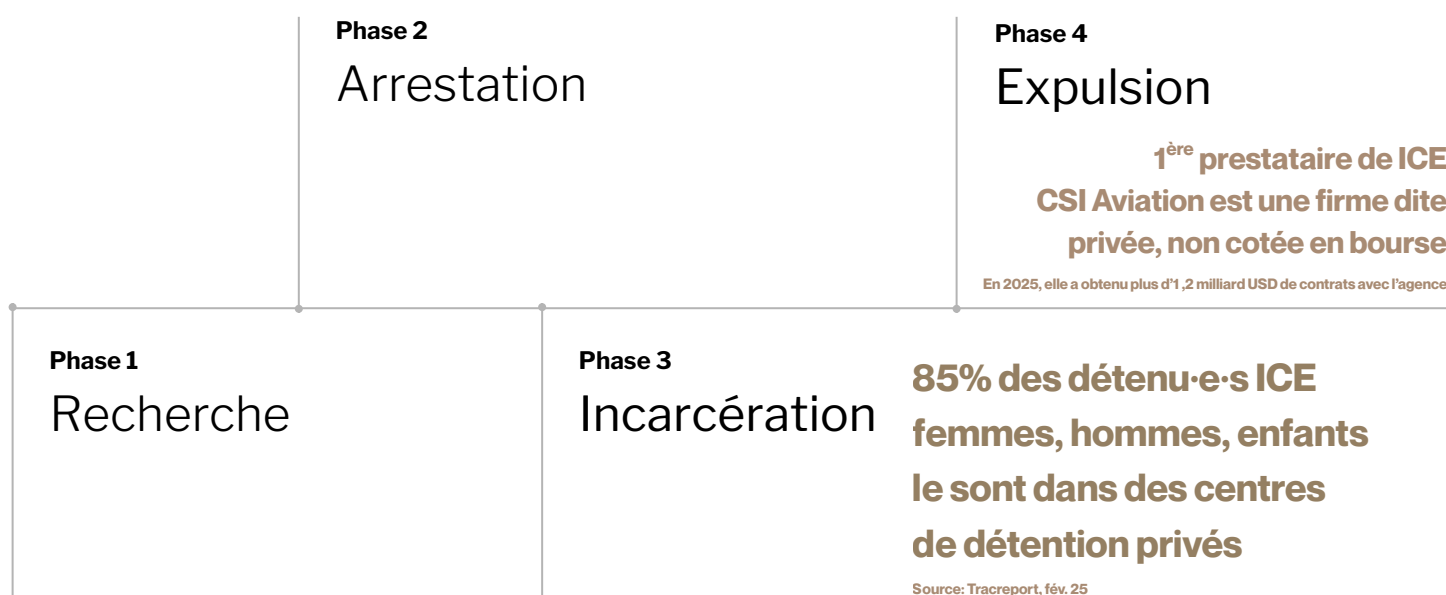 Phase 2
Arrestation
Phase 4
Expulsion
1ère prestataire de ICE
CSI Aviation est une firme dite
privée, non cotée en bourse
En 2025, elle a obtenu plus d'1 ,2 milliard USD de contrats avec l'agence
Phase 1
Recherche
Phase 3
Incarcération
85% des détenu·e·s ICE
femmes, hommes, enfants
le sont dans des centres
de détention privés
Source: Tracreport, fév. 25